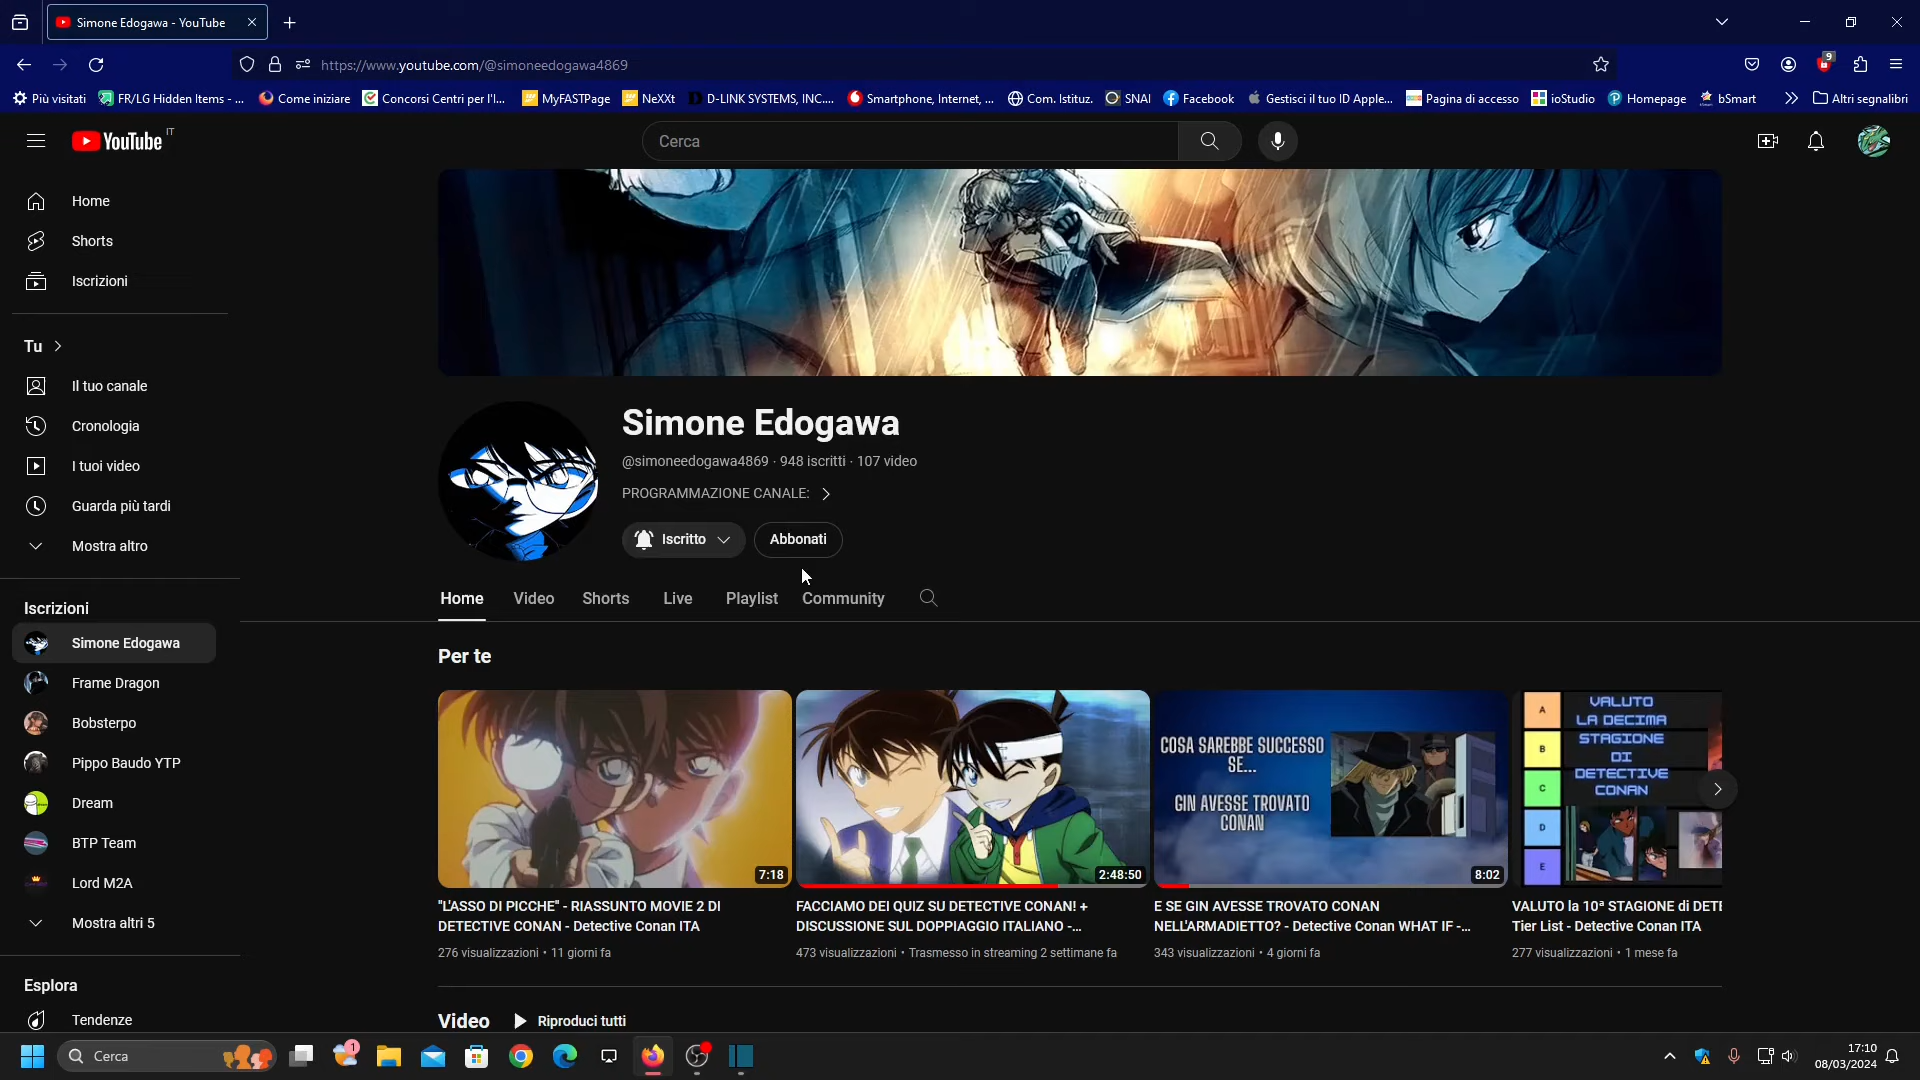 Simone Edogawa - YouTube
https://www.youtube.com/@simoneedogawa4869
9
Più visitati
FR/LG Hidden Items - ...
Come iniziare
Concorsi Centri per l'I...
MyFASTPage
NeXXt
D-LINK SYSTEMS, INC....
Smartphone, Internet, ...
Com. Istituz.
SNAI
Facebook
Gestisci il tuo ID Apple...
Pagina di accesso
ioStudio
Homepage
bSmart
Altri segnalibri
YouTube IT
Cerca
Home
Shorts
Iscrizioni
Tu
Il tuo canale
Cronologia
I tuoi video
Guarda più tardi
Mostra altro
Iscrizioni
Simone Edogawa
Frame Dragon
Bobsterpo
Pippo Baudo YTP
Dream
BTP Team
Lord M2A
Mostra altri 5
Esplora
Tendenze
Simone Edogawa
@simoneedogawa4869 · 948 iscritti · 107 video
PROGRAMMAZIONE CANALE:
Iscritto
Abbonati
Home
Video
Shorts
Live
Playlist
Community
Per te
7:18
"L'ASSO DI PICCHE" - RIASSUNTO MOVIE 2 DI
DETECTIVE CONAN - Detective Conan ITA
276 visualizzazioni • 11 giorni fa
2:48:50
FACCIAMO DEI QUIZ SU DETECTIVE CONAN! +
DISCUSSIONE SUL DOPPIAGGIO ITALIANO -...
473 visualizzazioni • Trasmesso in streaming 2 settimane fa
COSA SAREBBE SUCCESSO
SE...
GIN AVESSE TROVATO
CONAN
8:02
E SE GIN AVESSE TROVATO CONAN
NELL'ARMADIETTO? - Detective Conan WHAT IF -...
343 visualizzazioni • 4 giorni fa
A
B
C
D
E
VALUTO
LA DECIMA
STAGIONE
DI
DETECTIVE
CONAN
VALUTO la 10ª STAGIONE di DETE
Tier List - Detective Conan ITA
277 visualizzazioni • 1 mese fa
Video
Riproduci tutti
Cerca
1
17:10
08/03/2024